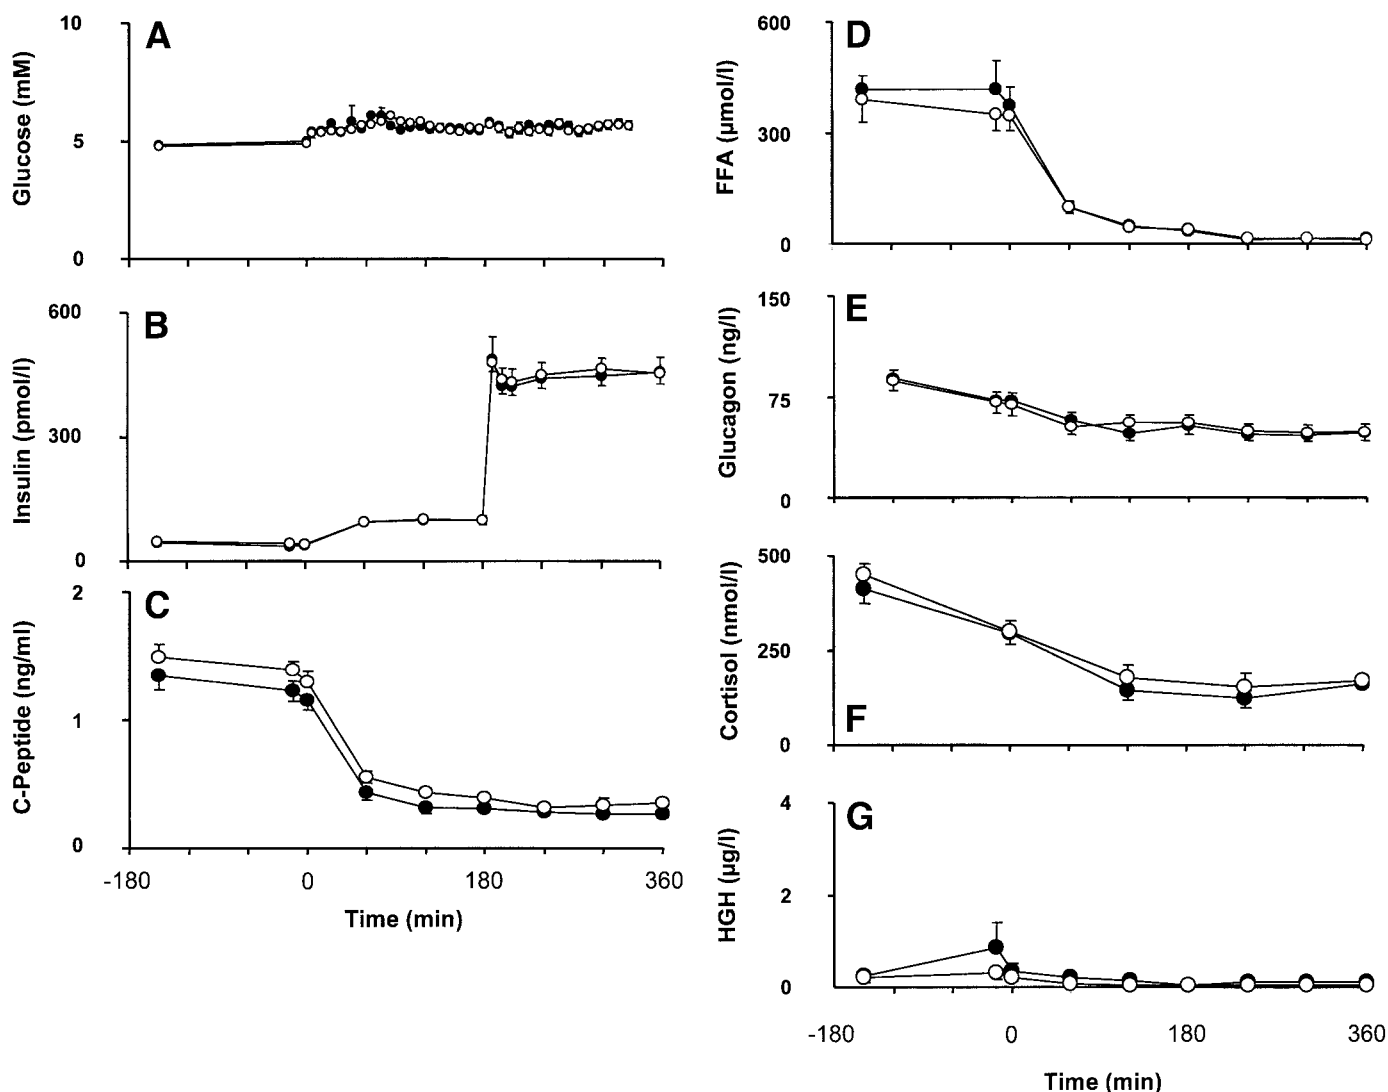 A
Glucose (mM)
10
5
0
B
Insulin (pmol/l)
600
300
0
C
C-Peptide (ng/ml)
2
1
0
-180 0 180 360
Time (min)
D
FFA (µmol/l)
600
300
0
E
Glucagon (ng/l)
150
75
0
F
Cortisol (nmol/l)
500
250
0
G
HGH (µg/l)
4
2
0
-180 0 180 360
Time (min)